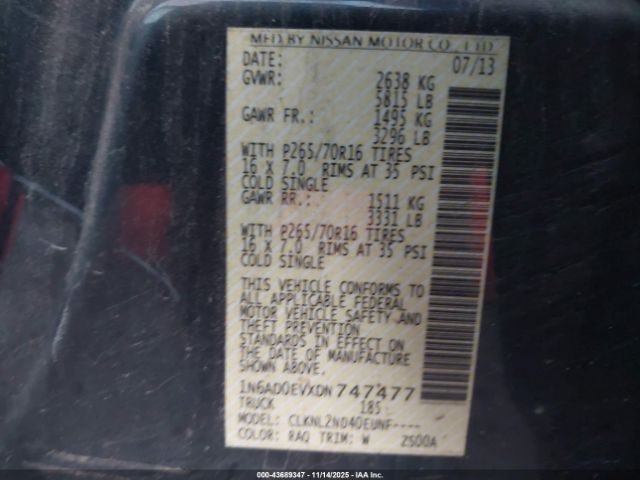 MFD BY NISSAN MOTOR CO., LTD
DATE: 07/13
GVWR: 2638 KG
5815 LB
GAWR FR.: 1495 KG
3296 LB
WITH P265/70R16 TIRES
16 X 7.0 RIMS AT 35 PSI
COLD SINGLE
GAWR RR.: 1511 KG
3331 LB
WITH P265/70R16 TIRES
16 X 7.0 RIMS AT 35 PSI
COLD SINGLE
THIS VEHICLE CONFORMS TO
ALL APPLICABLE FEDERAL
MOTOR VEHICLE SAFETY AND
THEFT PREVENTION
STANDARDS IN EFFECT ON
THE DATE OF MANUFACTURE
SHOWN ABOVE.
1N6AD0EVXDN747477
TRUCK 185
MODEL: CLKNL2ND40EUNF----
COLOR: RAQ TRIM: W 2S00A
000-43689347 - 11/14/2025 - IAAI.COM